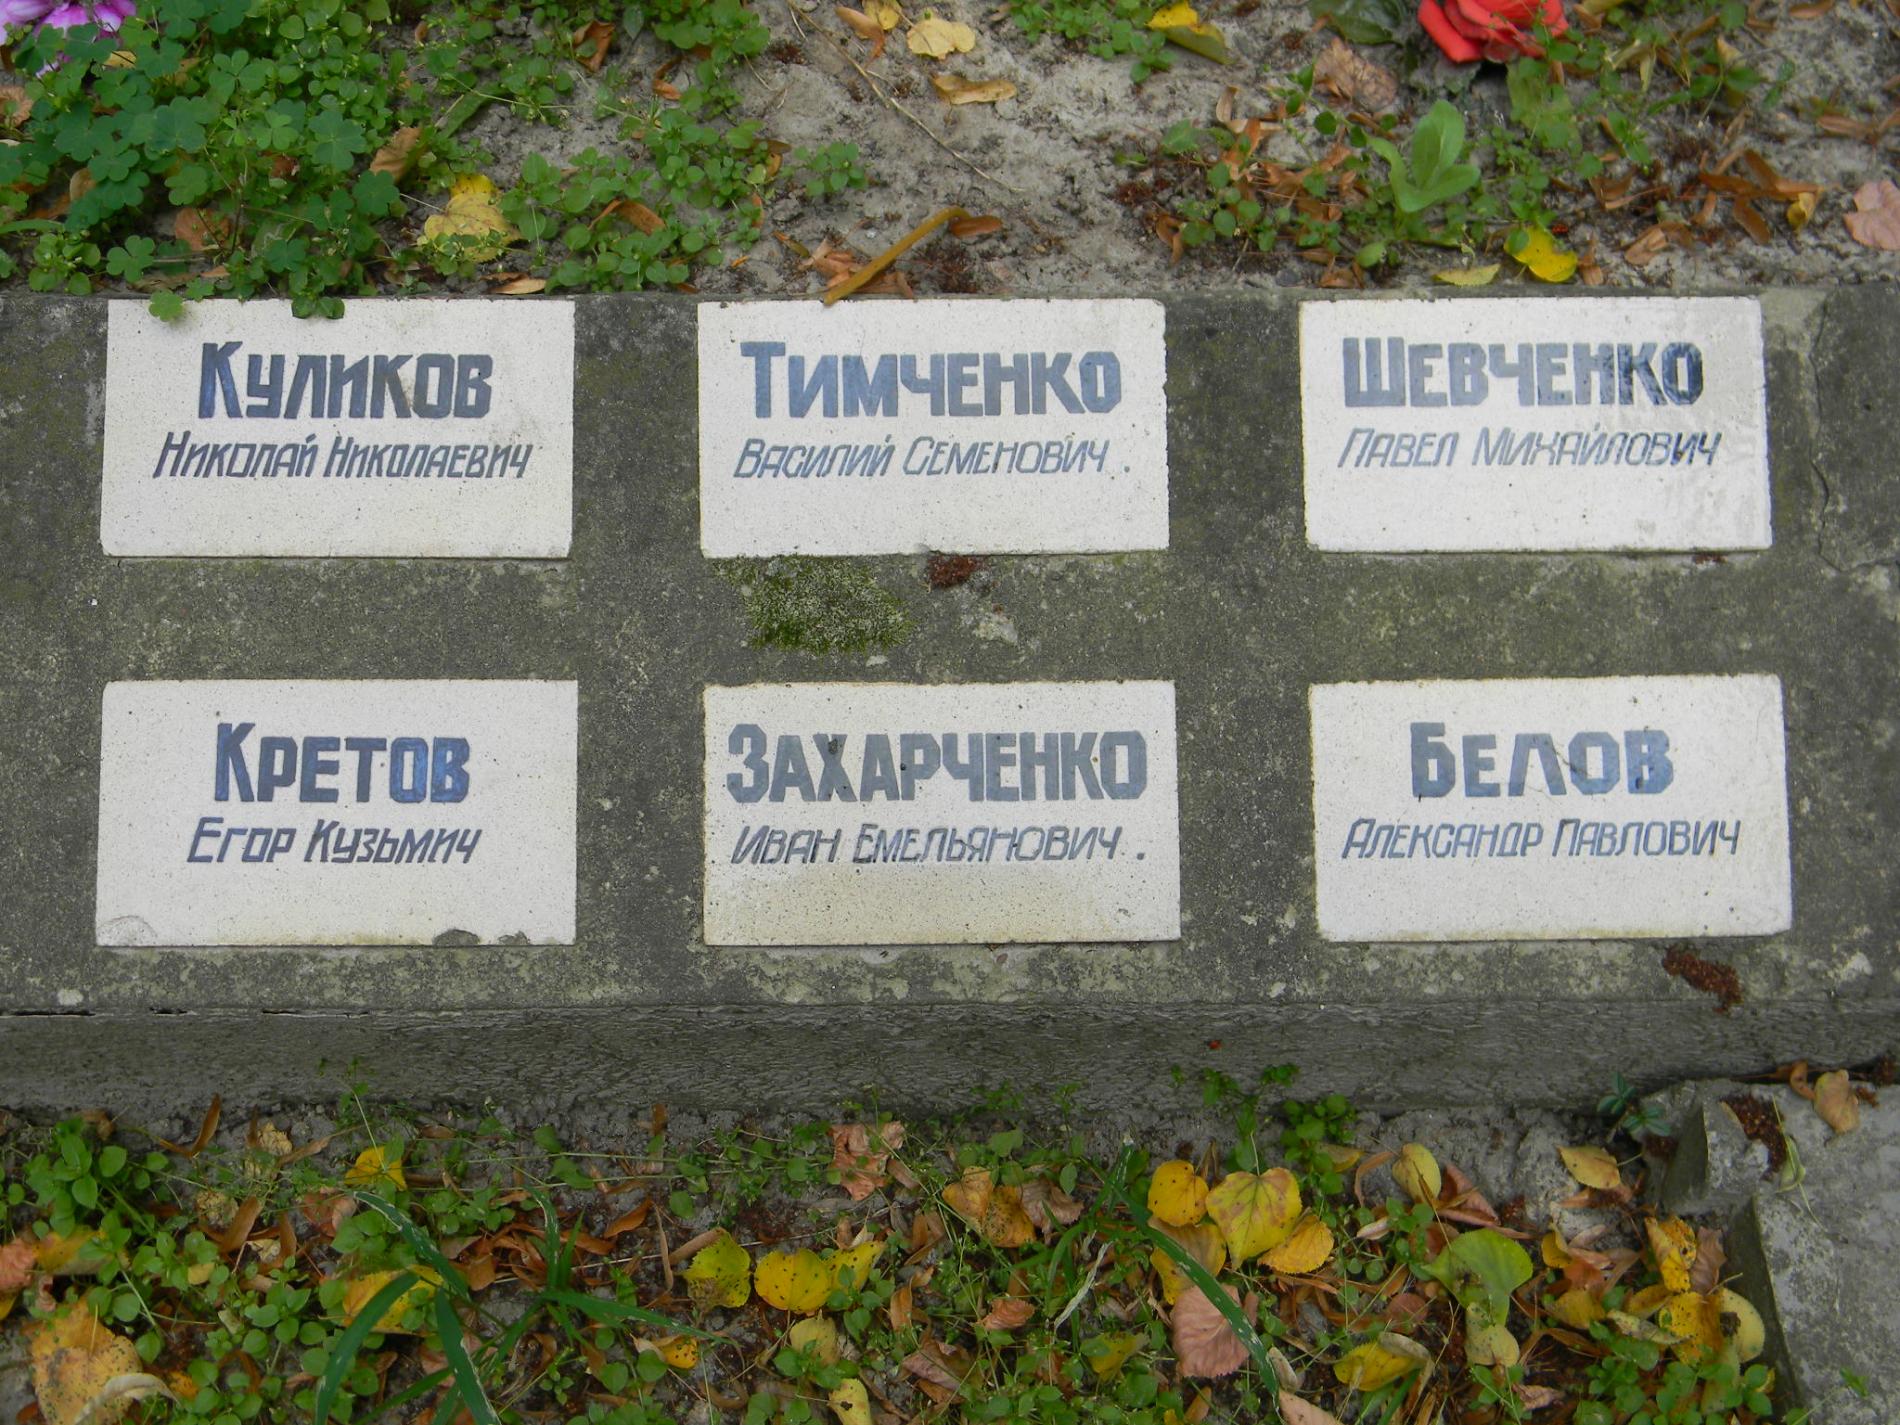 Куликов
Николай Николаевич
Тимченко
Василий Семенович.
Шевченко
Павел Михайлович
Кретов
Егор Кузьмич
Захарченко
Иван Емельянович.
Белов
Александр Павлович